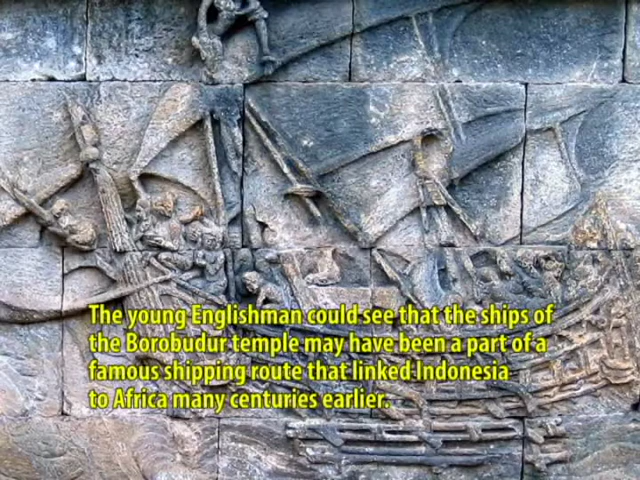 The young Englishman could see that the ships of
the Borobudur temple may have been a part of a
famous shipping route that linked Indonesia
to Africa many centuries earlier.